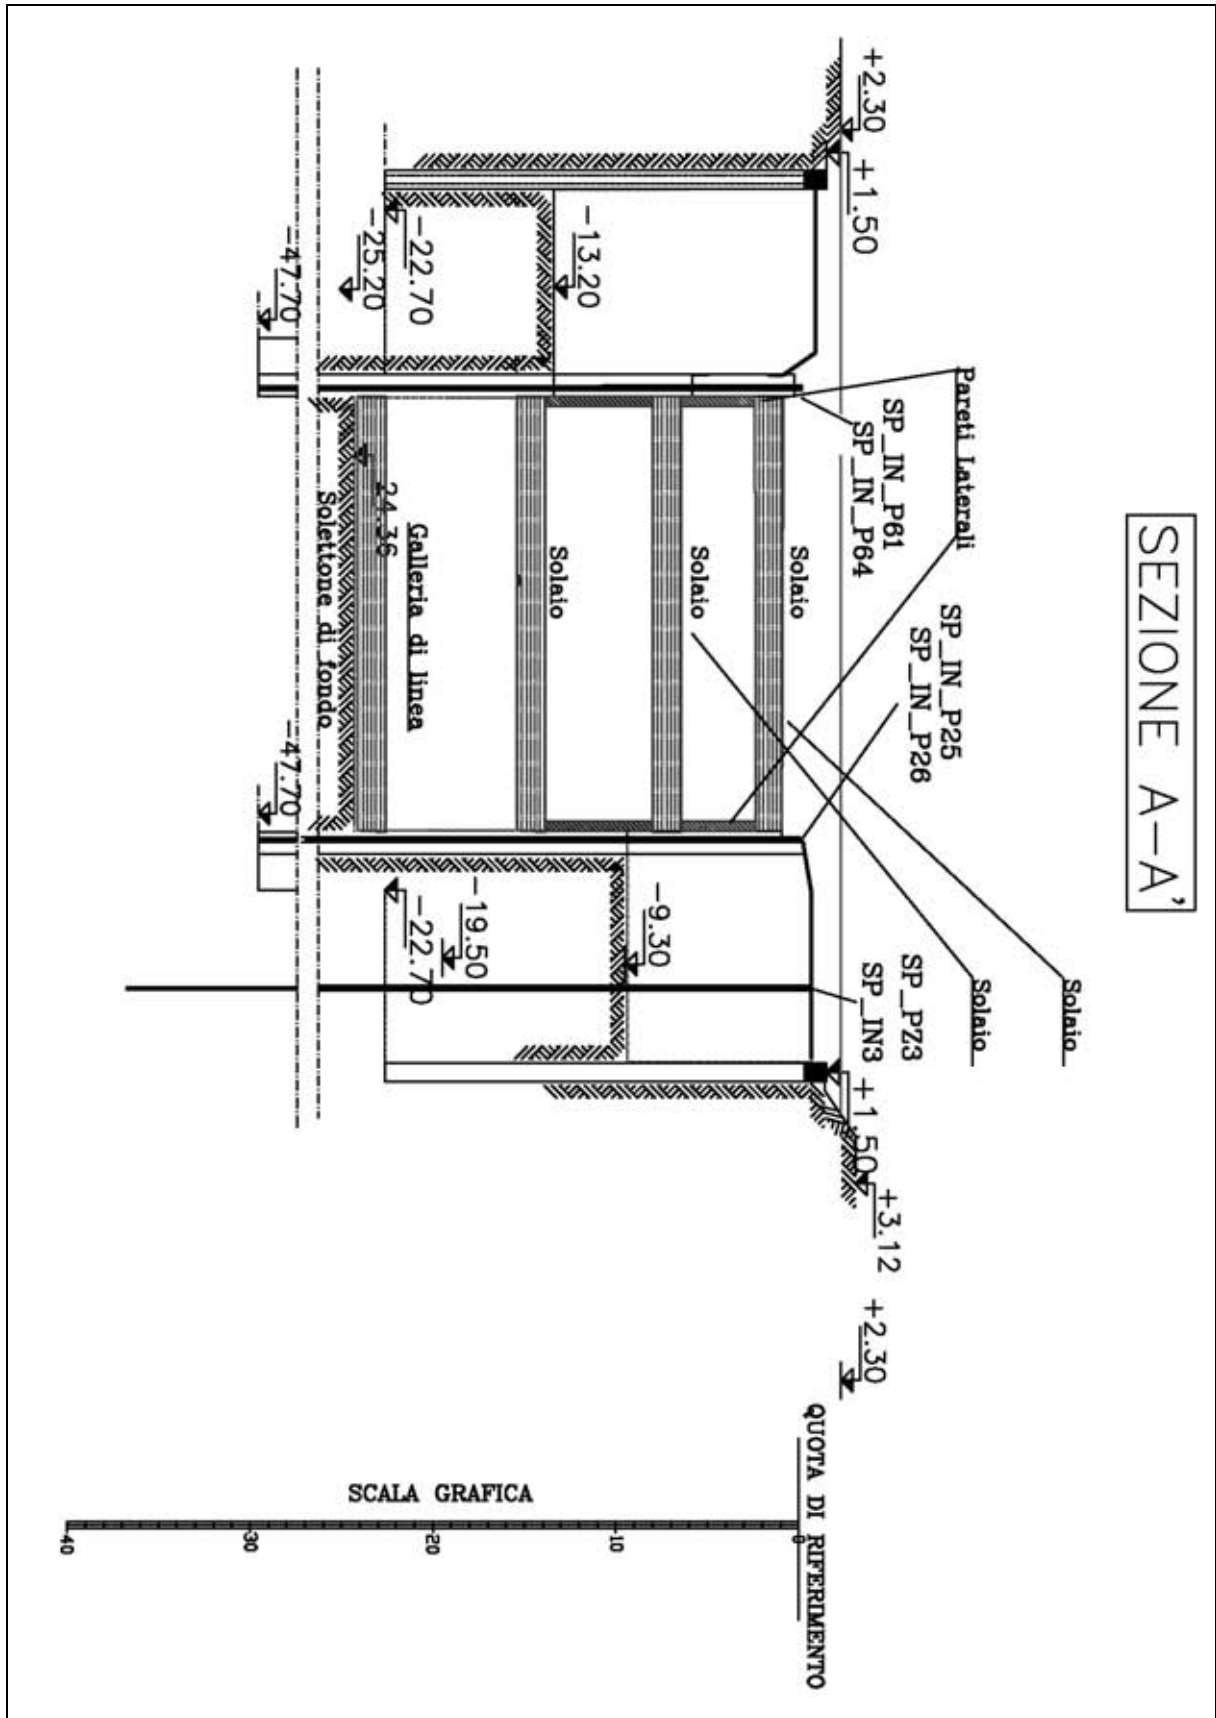 SEZIONE A-A'
Solaio
Solaio
Pareti Laterali
SP_IN_P25
SP_IN_P26
SP_PZ3
SP_IN3
SP_IN_P61
SP_IN_P64
+2.30
+1.50
+1.50
+3.12
+2.30
QUOTA DI RIFERIMENTO
Solaio
Solaio
Solaio
-13.20
-9.30
Galleria di linea
-22.70
-25.20
-47.70
-24.36
Solettone di fondo
-47.70
-19.50
-22.70
SCALA GRAFICA
0
10
20
30
40